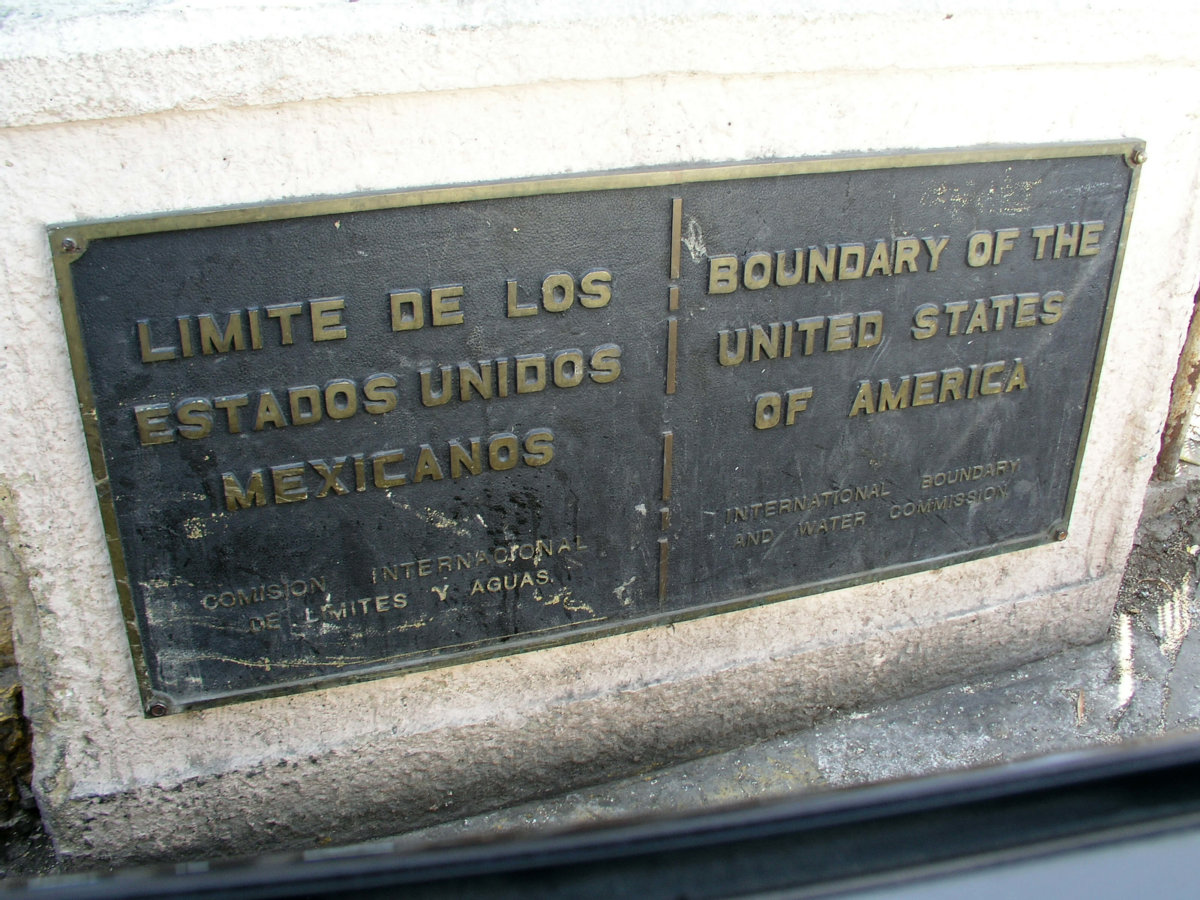 LIMITE DE LOS
ESTADOS UNIDOS
MEXICANOS
COMISION INTERNACIONAL
DE LIMITES Y AGUAS.
BOUNDARY OF THE
UNITED STATES
OF AMERICA
INTERNATIONAL BOUNDARY
AND WATER COMMISSION